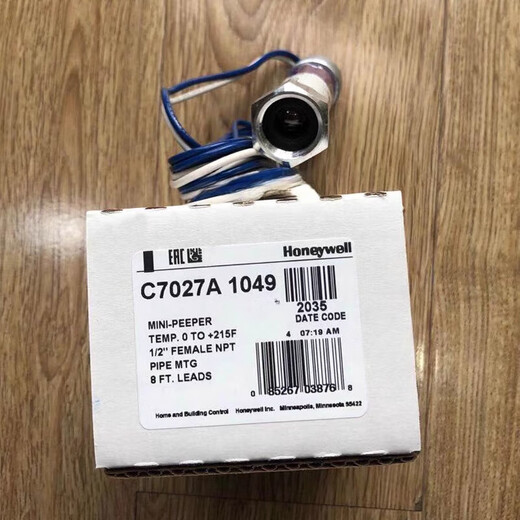 EAC
Honeywell
C7027A 1049
2035
DATE CODE
4 07:19 AM
MINI-PEEPER
TEMP. 0 TO +215F
1/2" FEMALE NPT
PIPE MTG
8 FT. LEADS
0 85267 03876 8
Home and Building Control Honeywell Inc. Minneapolis, Minnesota 55422